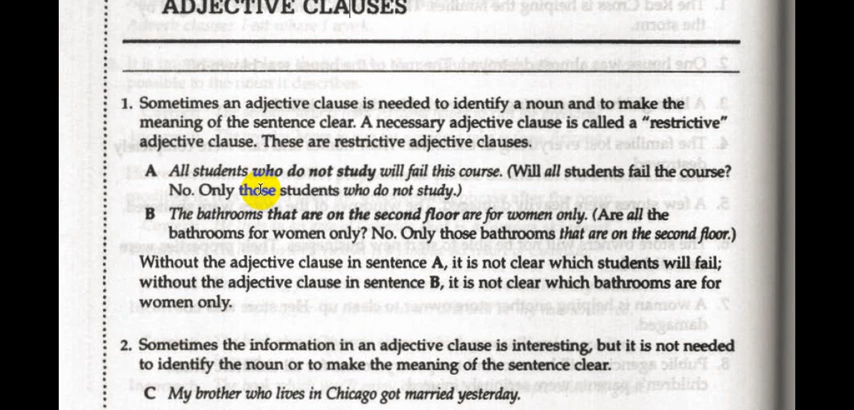 ADJECTIVE CLAUSES
1. Sometimes an adjective clause is needed to identify a noun and to make the
meaning of the sentence clear. A necessary adjective clause is called a "restrictive"
adjective clause. These are restrictive adjective clauses.
A All students who do not study will fail this course. (Will all students fail the course?
No. Only those students who do not study.)
B The bathrooms that are on the second floor are for women only. (Are all the
bathrooms for women only? No. Only those bathrooms that are on the second floor.)
Without the adjective clause in sentence A, it is not clear which students will fail;
without the adjective clause in sentence B, it is not clear which bathrooms are for
women only.
2. Sometimes the information in an adjective clause is interesting, but it is not needed
to identify the noun or to make the meaning of the sentence clear.
C My brother who lives in Chicago got married yesterday.